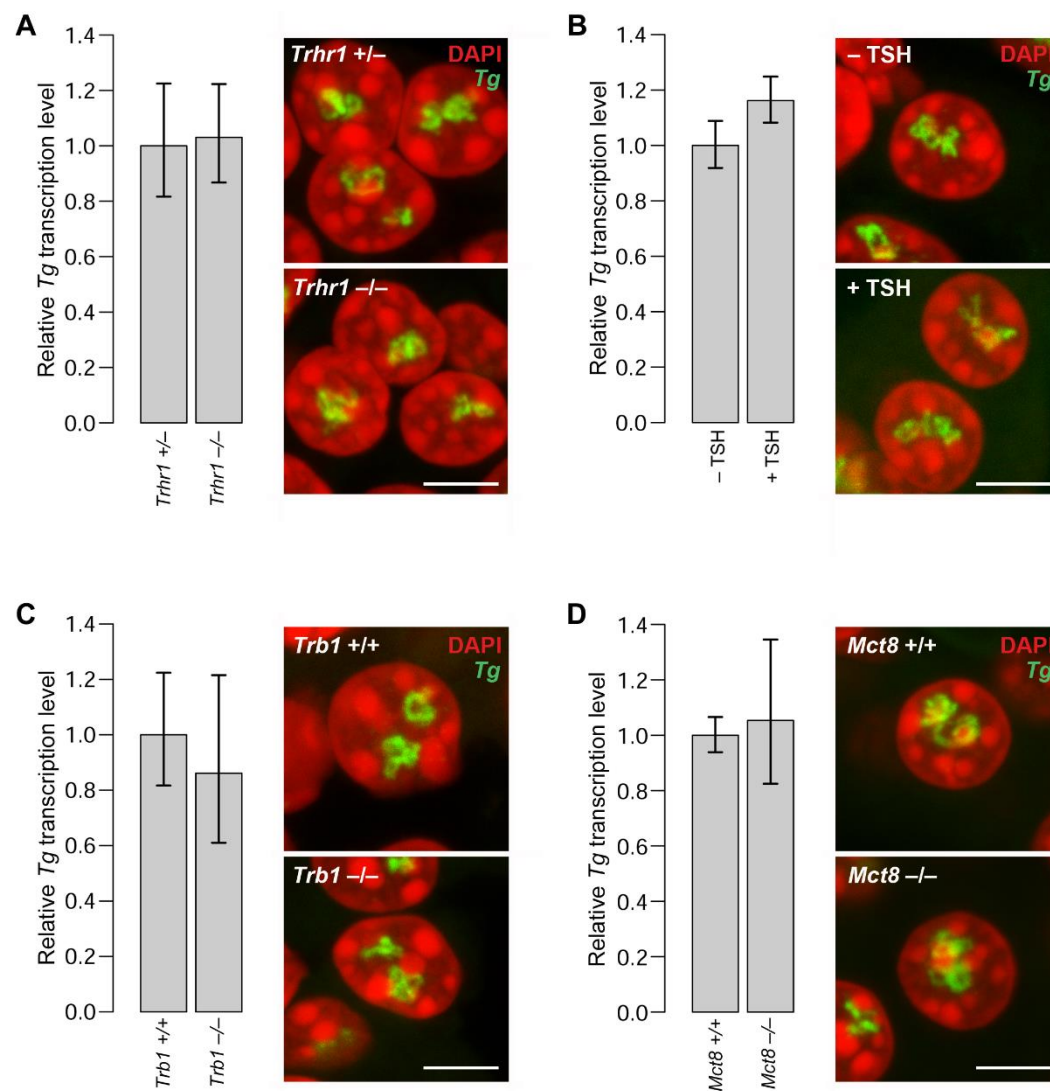 A
Relative Tg transcription level
1.4
1.2
1.0
0.8
0.6
0.4
0.2
0.0
Trhr1 +/–
Trhr1 –/–
Trhr1 +/–
DAPI
Tg
Trhr1 –/–
B
Relative Tg transcription level
1.4
1.2
1.0
0.8
0.6
0.4
0.2
0.0
– TSH
+ TSH
– TSH
DAPI
Tg
+ TSH
C
Relative Tg transcription level
1.4
1.2
1.0
0.8
0.6
0.4
0.2
0.0
Trb1 +/+
Trb1 –/–
Trb1 +/+
DAPI
Tg
Trb1 –/–
D
Relative Tg transcription level
1.4
1.2
1.0
0.8
0.6
0.4
0.2
0.0
Mct8 +/+
Mct8 –/–
Mct8 +/+
DAPI
Tg
Mct8 –/–